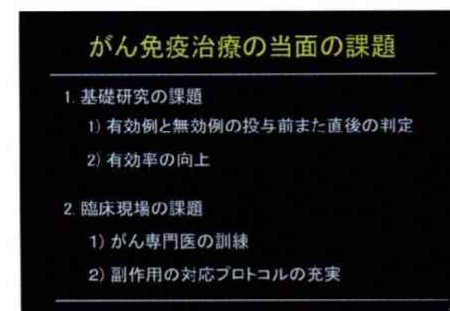 がん免疫治療の当面の課題
1. 基礎研究の課題
1) 有効例と無効例の投与前また直後の判定
2) 有効率の向上
2. 臨床現場の課題
1) がん専門医の訓練
2) 副作用の対応プロトコルの充実